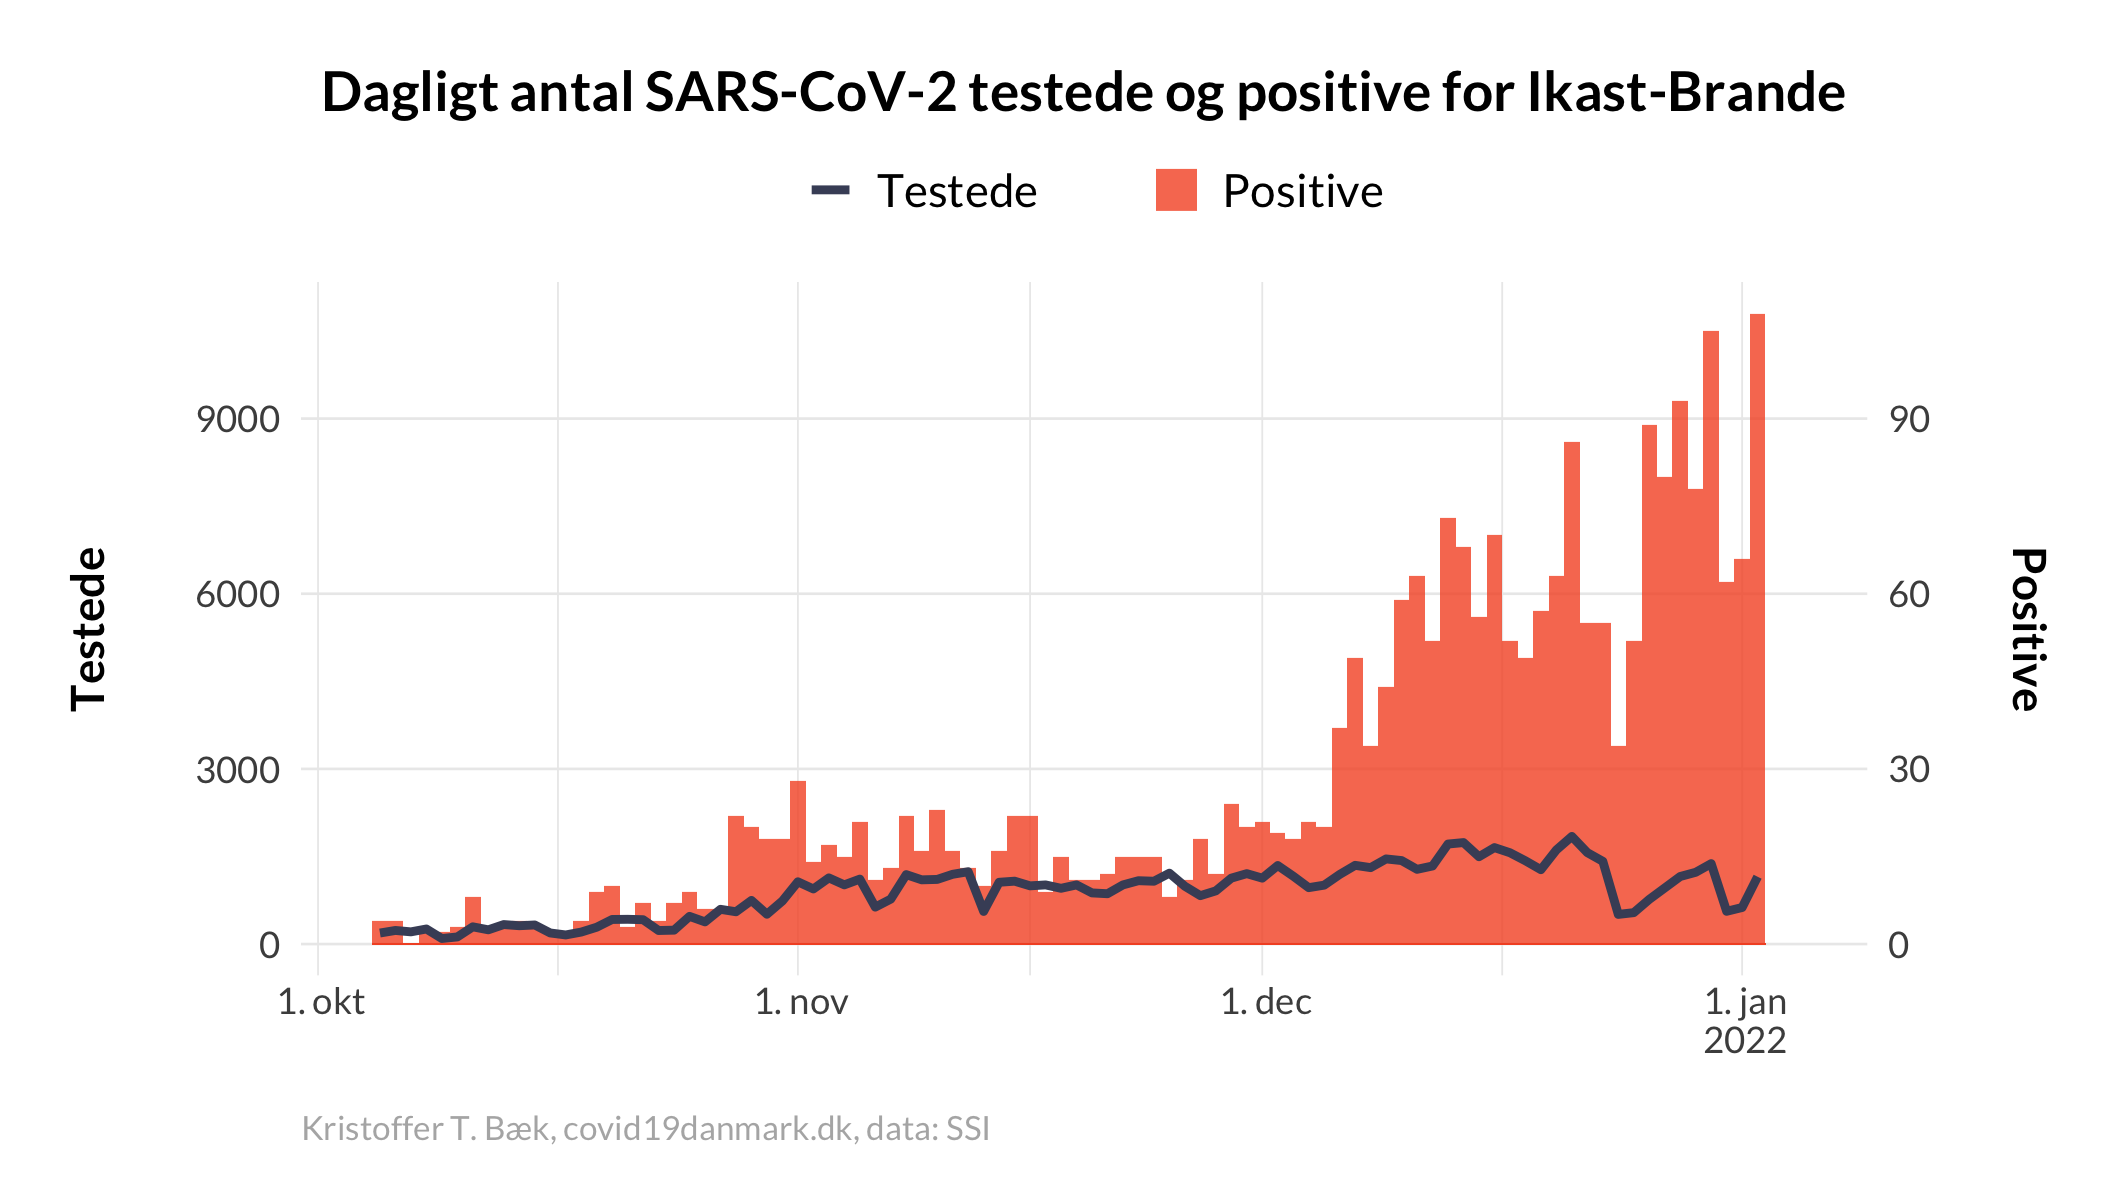 Dagligt antal SARS-CoV-2 testede og positive for Ikast-Brande
Testede
Positive
9000
6000
3000
0
Testede
90
60
30
0
Positive
1. okt
1. nov
1. dec
1. jan
2022
Kristoffer T. Bæk, covid19danmark.dk, data: SSI